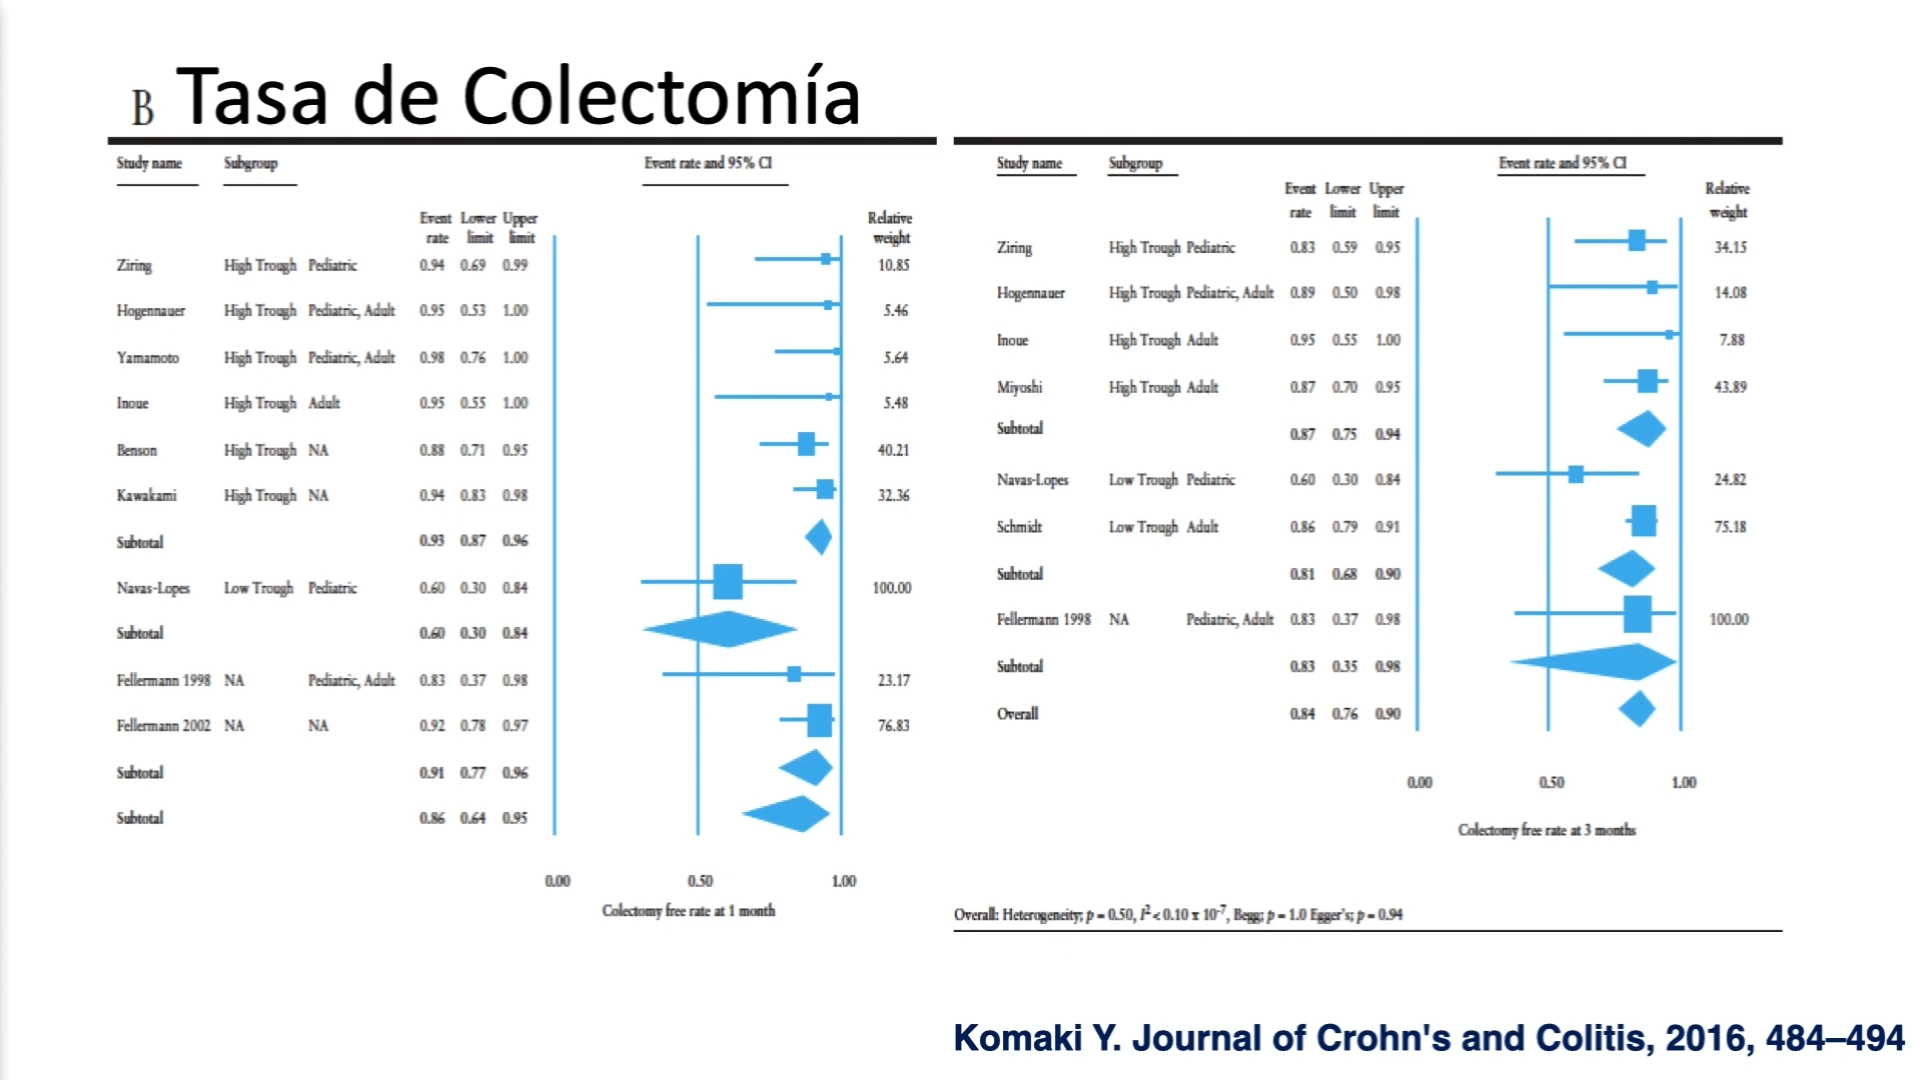 B Tasa de Colectomía
Study name Subgroup Event rate and 95% CI
Event Lower Upper Relative
rate limit limit weight
Ziring High Trough Pediatric 0.94 0.69 0.99 10.85
Hogennauer High Trough Pediatric, Adult 0.95 0.53 1.00 5.46
Yamamoto High Trough Pediatric, Adult 0.98 0.76 1.00 5.64
Inoue High Trough Adult 0.95 0.55 1.00 5.48
Benson High Trough NA 0.88 0.71 0.95 40.21
Kawakami High Trough NA 0.94 0.83 0.98 32.36
Subtotal 0.93 0.87 0.96
Navas-Lopes Low Trough Pediatric 0.60 0.30 0.84 100.00
Subtotal 0.60 0.30 0.84
Fellermann 1998 NA Pediatric, Adult 0.83 0.37 0.98 23.17
Fellermann 2002 NA NA 0.92 0.78 0.97 76.83
Subtotal 0.91 0.77 0.96
Subtotal 0.86 0.64 0.95
0.00 0.50 1.00
Colectomy free rate at 1 month
Study name Subgroup Event rate and 95% CI
Event Lower Upper Relative
rate limit limit weight
Ziring High Trough Pediatric 0.83 0.59 0.95 34.15
Hogennauer High Trough Pediatric, Adult 0.89 0.50 0.98 14.08
Inoue High Trough Adult 0.95 0.55 1.00 7.88
Miyoshi High Trough Adult 0.87 0.70 0.95 43.89
Subtotal 0.87 0.75 0.94
Navas-Lopes Low Trough Pediatric 0.60 0.30 0.84 24.82
Schmidt Low Trough Adult 0.86 0.79 0.91 75.18
Subtotal 0.81 0.68 0.90
Fellermann 1998 NA Pediatric, Adult 0.83 0.37 0.98 100.00
Subtotal 0.83 0.35 0.98
Overall 0.84 0.76 0.90
0.00 0.50 1.00
Colectomy free rate at 3 months
Overall: Heterogeneity; p = 0.50, I² < 0.10 x 10⁻⁷, Begg; p = 1.0 Egger's; p = 0.94
Komaki Y. Journal of Crohn's and Colitis, 2016, 484–494